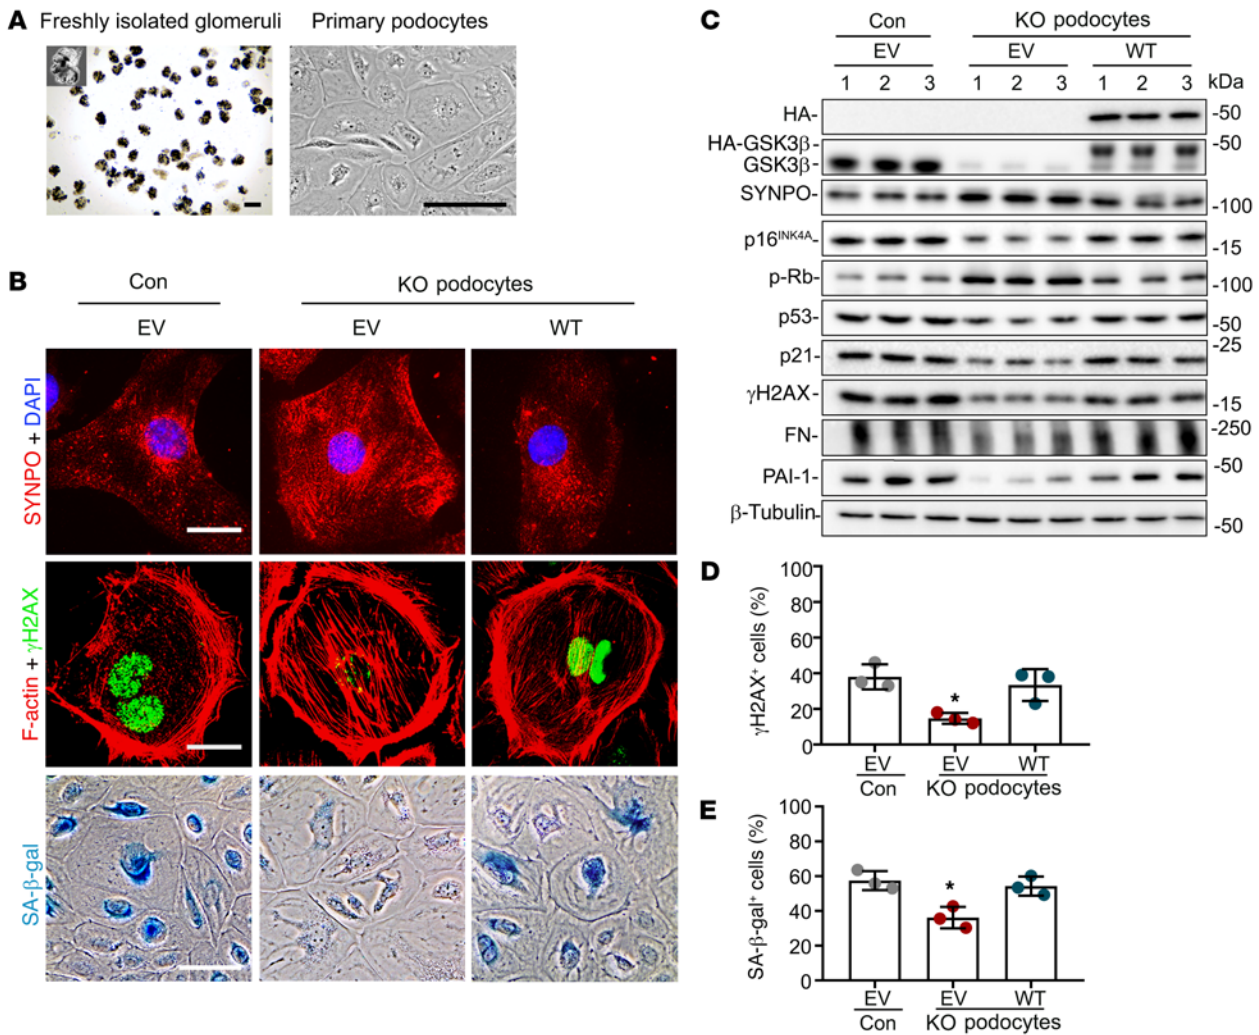 A Freshly isolated glomeruli Primary podocytes
B
Con KO podocytes
EV EV WT
SYNPO + DAPI
F-actin + γH2AX
SA-β-gal
C
Con KO podocytes
EV EV WT
1 2 3 1 2 3 1 2 3 kDa
HA- -50
HA-GSK3β- -50
GSK3β-
SYNPO- -100
p16INK4A- -15
p-Rb- -100
p53- -50
p21- -25
γH2AX- -15
FN- -250
PAI-1- -50
β-Tubulin- -50
D
γH2AX+ cells (%)
100
80
60
40
20
0
*
EV EV WT
Con KO podocytes
E
SA-β-gal+ cells (%)
100
80
60
40
20
0
*
EV EV WT
Con KO podocytes